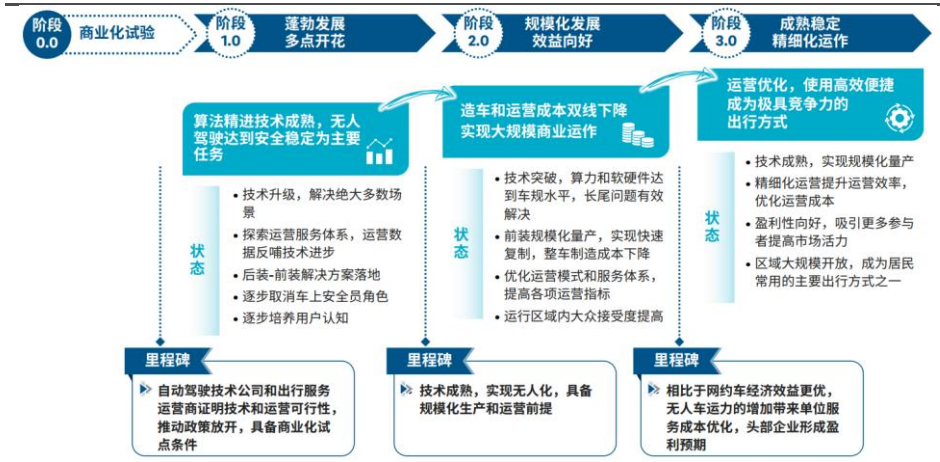 阶段
0.0
商业化试验
阶段
1.0
蓬勃发展
多点开花
阶段
2.0
规模化发展
效益向好
阶段
3.0
成熟稳定
精细化运作
算法精进技术成熟，无人
驾驶达到安全稳定为主要
任务
造车和运营成本双线下降
实现大规模商业运作
运营优化，使用高效便捷
成为极具竞争力的
出行方式
状态
• 技术升级，解决绝大多数场
景
• 探索运营服务体系，运营数
据反哺技术进步
• 后装-前装解决方案落地
• 逐步取消车上安全员角色
• 逐步培养用户认知
状态
• 技术突破，算力和软硬件达
到车规水平，长尾问题有效
解决
• 前装规模化量产，实现快速
复制，整车制造成本下降
• 优化运营模式和服务体系，
提高各项运营指标
• 运行区域内大众接受度提高
状态
• 技术成熟，实现规模化量产
• 精细化运营提升运营效率，
优化运营成本
• 盈利性向好，吸引更多参与
者提高市场活力
• 区域大规模开放，成为居民
常用的主要出行方式之一
里程碑
自动驾驶技术公司和出行服务
运营商证明技术和运营可行性，
推动政策放开，具备商业化试
点条件
里程碑
技术成熟，实现无人化，具备
规模化生产和运营前提
里程碑
相比于网约车经济效益更优，
无人车运力的增加带来单位服
务成本优化，头部企业形成盈
利预期